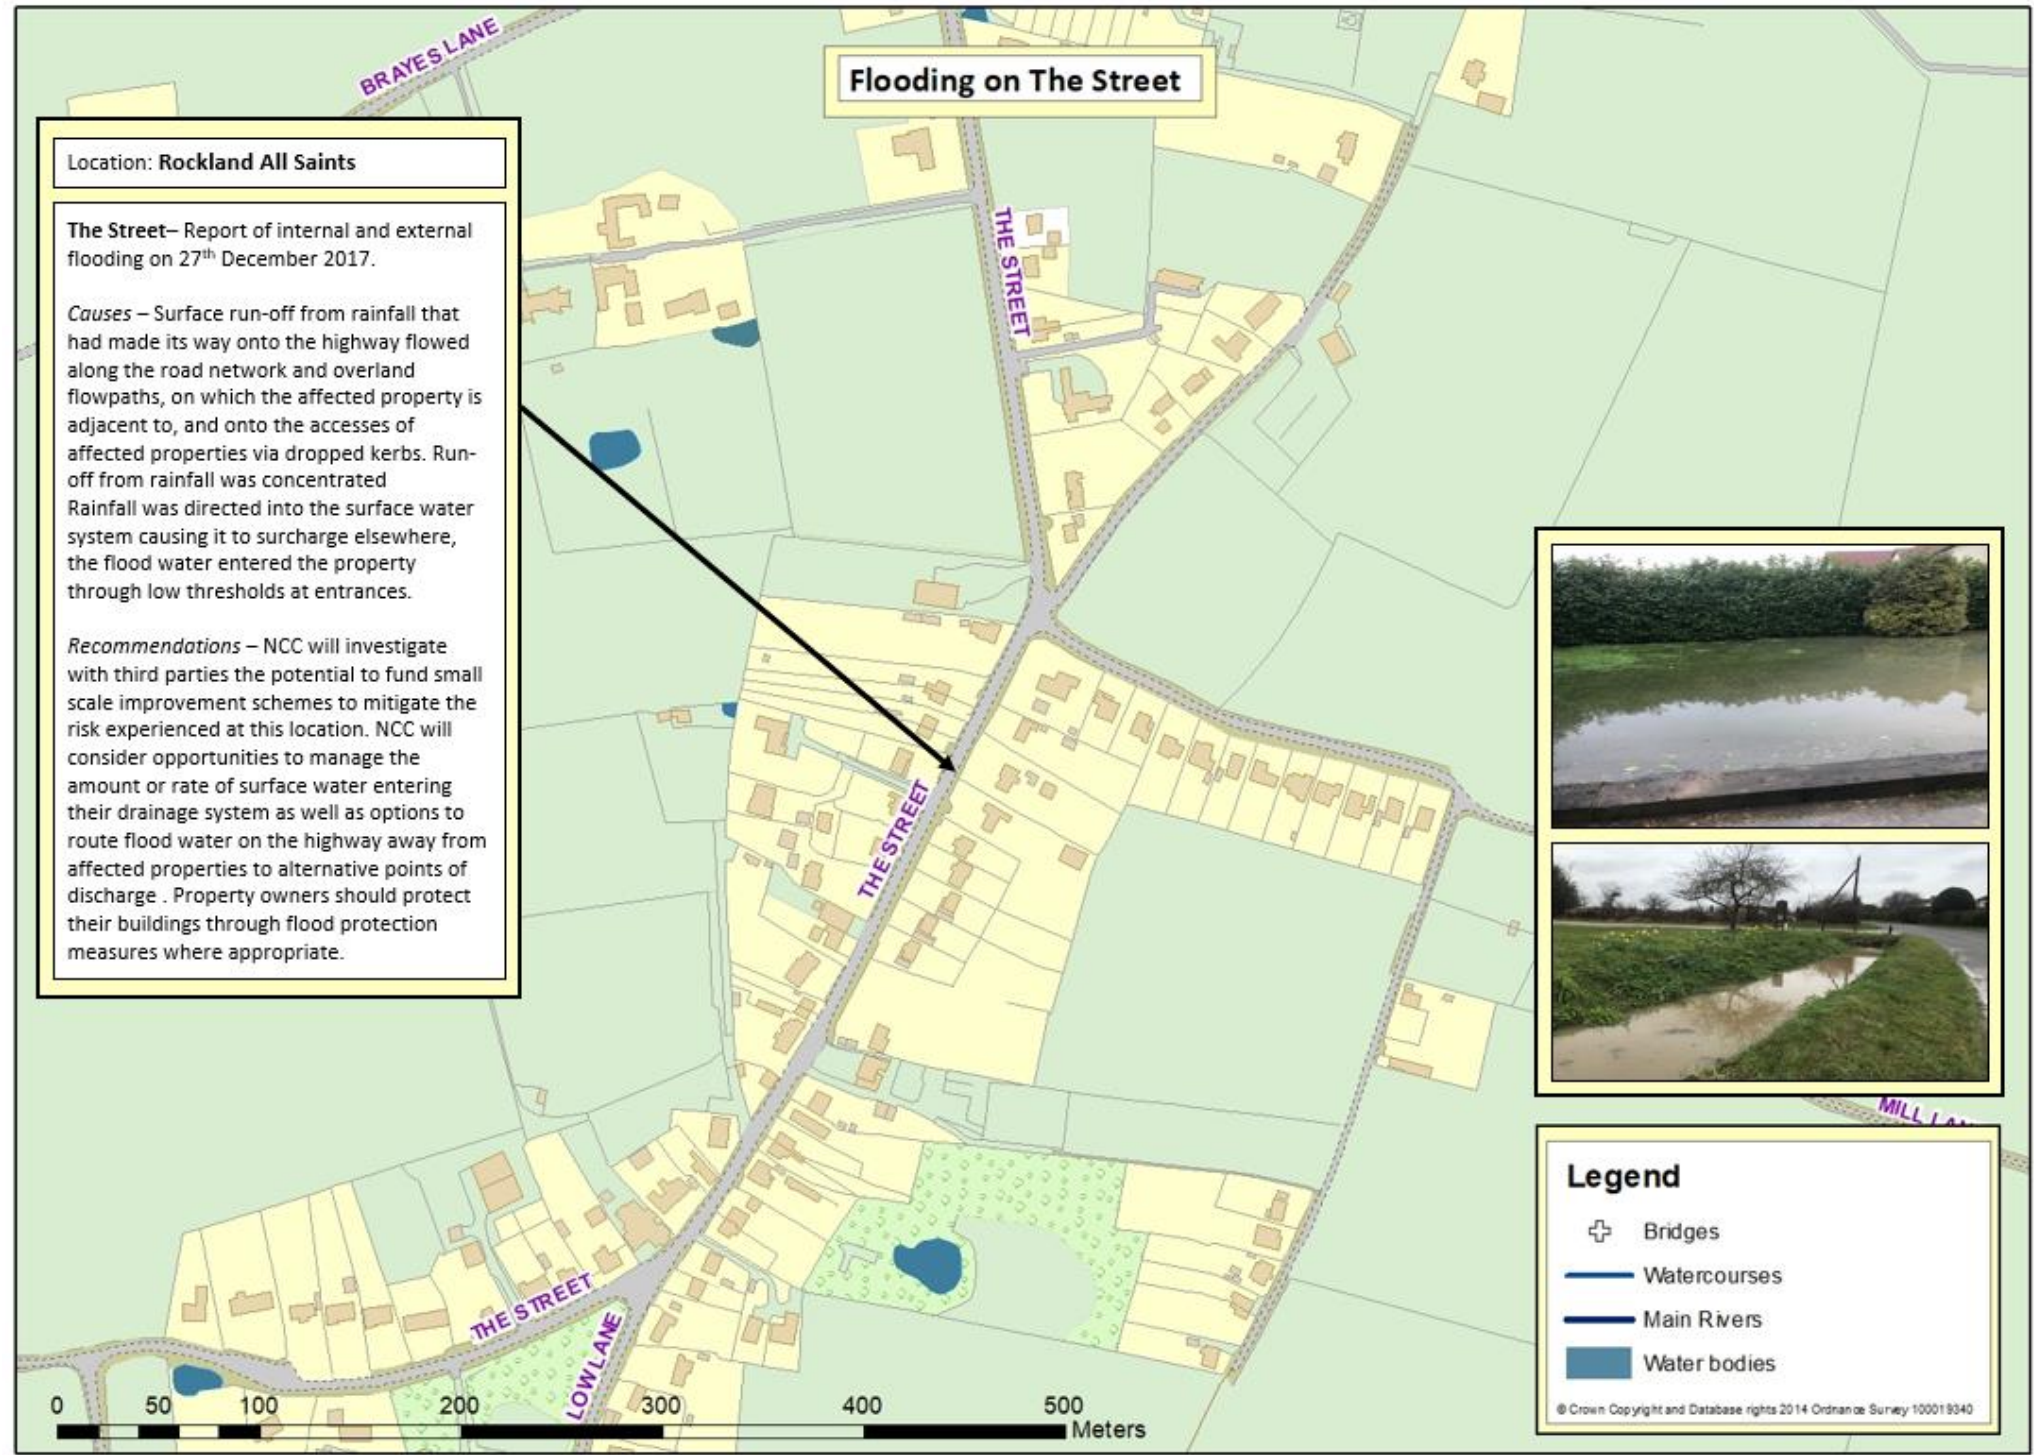 BRAYES LANE
Flooding on The Street
Location: Rockland All Saints
The Street– Report of internal and external
flooding on 27th December 2017.
Causes – Surface run-off from rainfall that
had made its way onto the highway flowed
along the road network and overland
flowpaths, on which the affected property is
adjacent to, and onto the accesses of
affected properties via dropped kerbs. Run-
off from rainfall was concentrated
Rainfall was directed into the surface water
system causing it to surcharge elsewhere,
the flood water entered the property
through low thresholds at entrances.
Recommendations – NCC will investigate
with third parties the potential to fund small
scale improvement schemes to mitigate the
risk experienced at this location. NCC will
consider opportunities to manage the
amount or rate of surface water entering
their drainage system as well as options to
route flood water on the highway away from
affected properties to alternative points of
discharge . Property owners should protect
their buildings through flood protection
measures where appropriate.
THE STREET
THE STREET
THE STREET
LOW LANE
MILL LAN
Legend
Bridges
Watercourses
Main Rivers
Water bodies
© Crown Copyright and Database rights 2014 Ordnance Survey 100019340
0 50 100 200 300 400 500
Meters